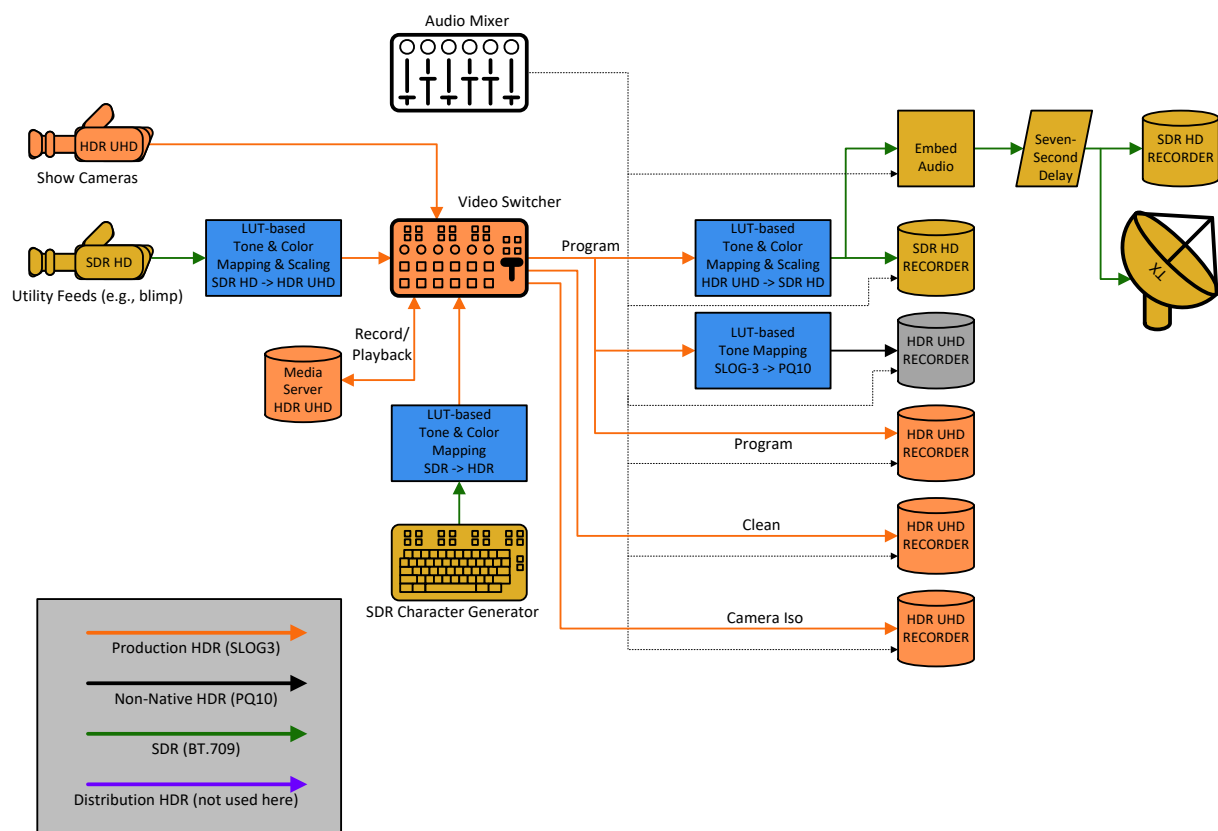 Audio Mixer
HDR UHD
Show Cameras
Video Switcher
Embed
Audio
Seven-
Second
Delay
SDR HD
RECORDER
SDR HD
Utility Feeds (e.g., blimp)
LUT-based
Tone & Color
Mapping & Scaling
SDR HD -> HDR UHD
Program
LUT-based
Tone & Color
Mapping & Scaling
HDR UHD -> SDR HD
SDR HD
RECORDER
TX
Record/
Playback
Media
Server
HDR UHD
LUT-based
Tone Mapping
SLOG-3 -> PQ10
HDR UHD
RECORDER
LUT-based
Tone & Color
Mapping
SDR -> HDR
Program
HDR UHD
RECORDER
Clean
HDR UHD
RECORDER
SDR Character Generator
Camera Iso
HDR UHD
RECORDER
Production HDR (SLOG3)
Non-Native HDR (PQ10)
SDR (BT.709)
Distribution HDR (not used here)